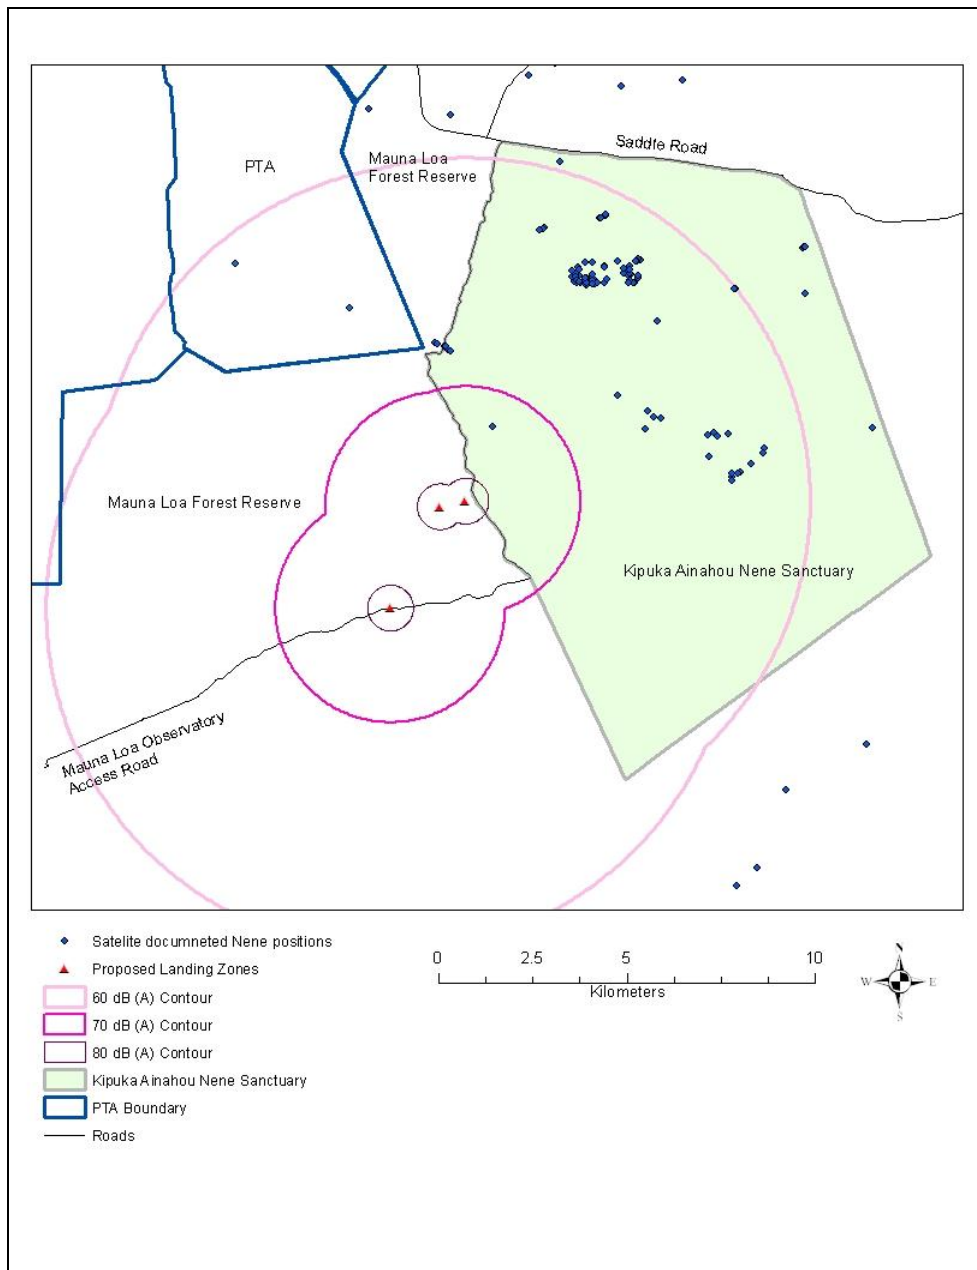 Saddle Road
PTA
Mauna Loa
Forest Reserve
Mauna Loa Forest Reserve
Kipuka Ainahou Nene Sanctuary
Mauna Loa Observatory
Access Road
Satelite documneted Nene positions
Proposed Landing Zones
60 dB (A) Contour
70 dB (A) Contour
80 dB (A) Contour
Kipuka Ainahou Nene Sanctuary
PTA Boundary
Roads
0 2.5 5 10
Kilometers
N
W E
S